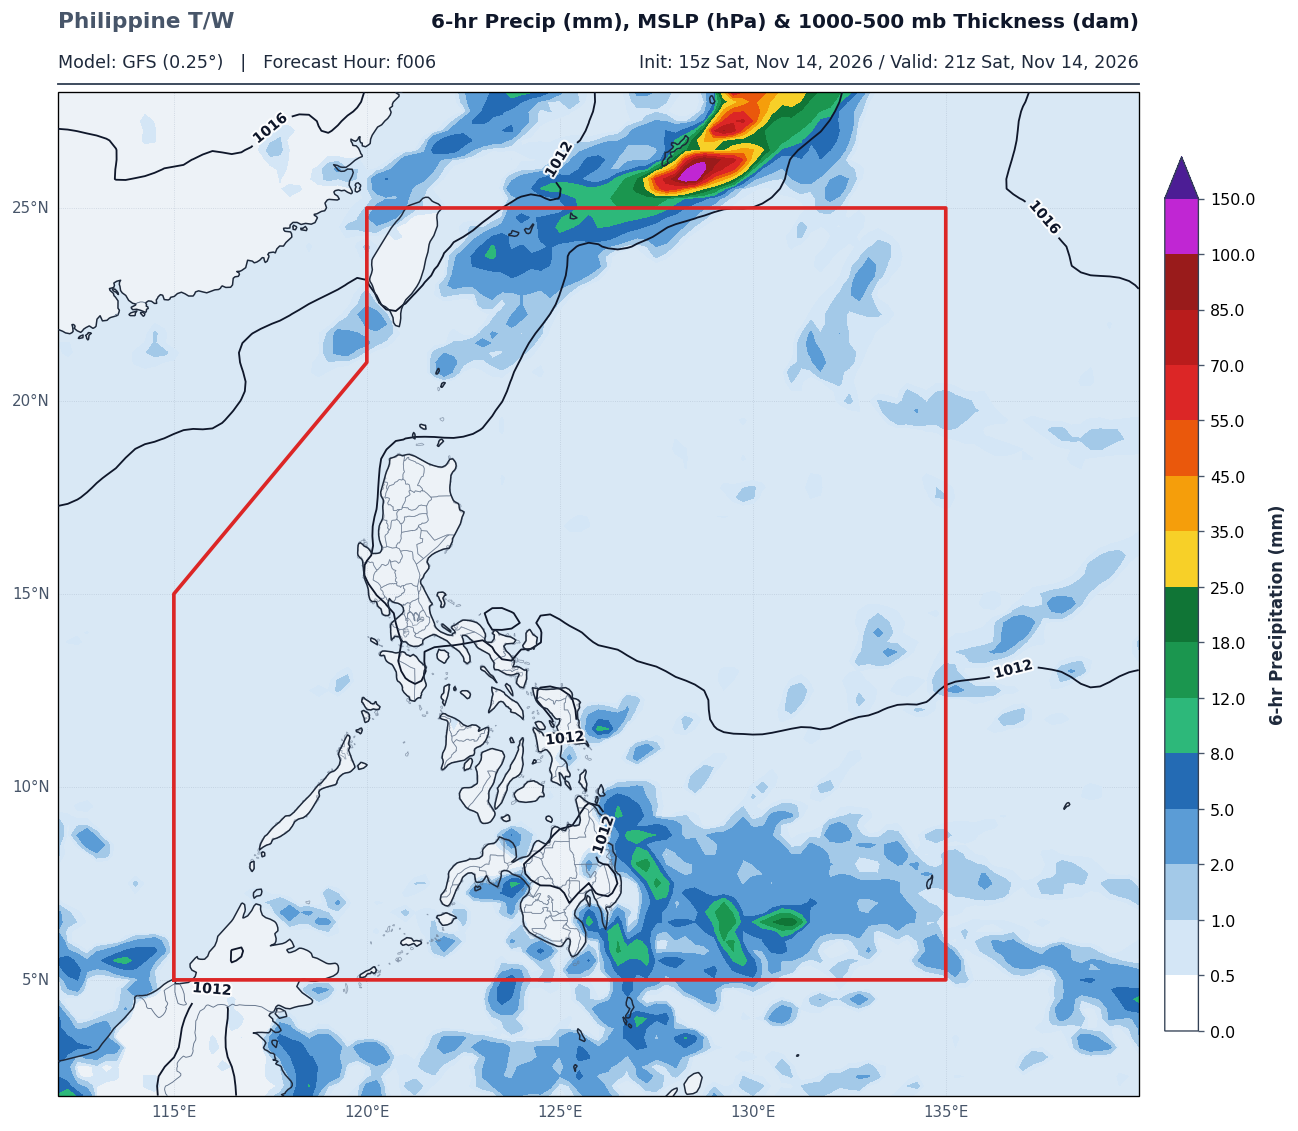 Philippine T/W
6-hr Precip (mm), MSLP (hPa) & 1000-500 mb Thickness (dam)
Model: GFS (0.25°) | Forecast Hour: f006
Init: 15z Sat, Nov 14, 2026 / Valid: 21z Sat, Nov 14, 2026
1016
1012
1016
1012
1012
1012
1012
25°N
20°N
15°N
10°N
5°N
115°E
120°E
125°E
130°E
135°E
150.0
100.0
85.0
70.0
55.0
45.0
35.0
25.0
18.0
12.0
8.0
5.0
2.0
1.0
0.5
0.0
6-hr Precipitation (mm)